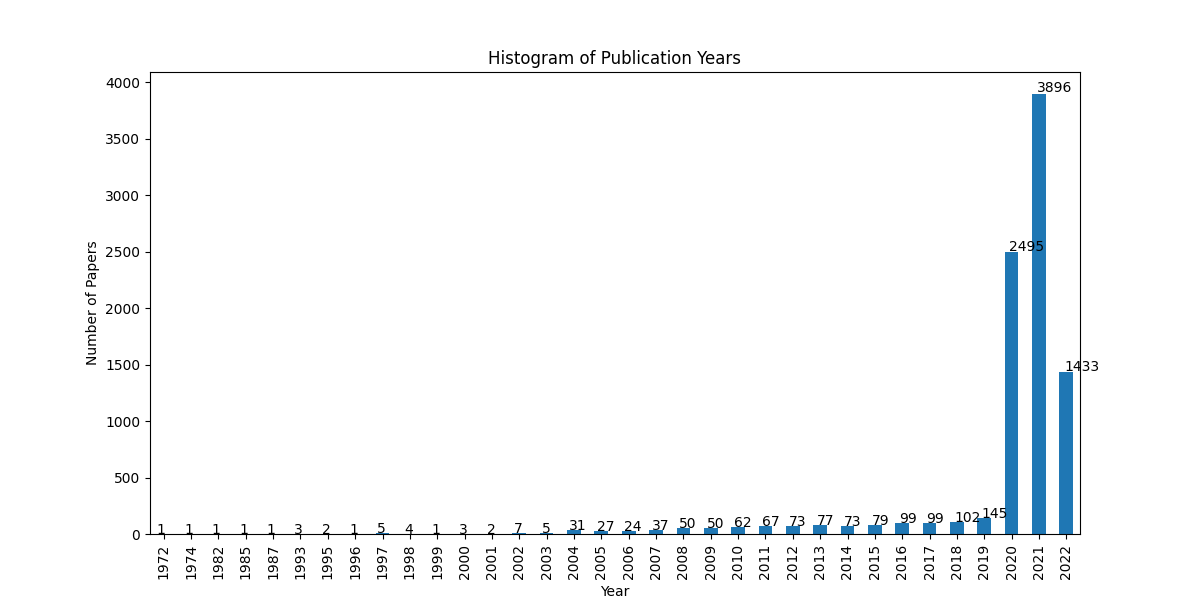 Histogram of Publication Years
Number of Papers
4000
3500
3000
2500
2000
1500
1000
500
0
1 1 1 1 1 3 2 1 5 4 1 3 2 7 5 31 27 24 37 50 50 62 67 73 77 73 79 99 99 102 145 2495 3896 1433
1972 1974 1982 1985 1987 1993 1995 1996 1997 1998 1999 2000 2001 2002 2003 2004 2005 2006 2007 2008 2009 2010 2011 2012 2013 2014 2015 2016 2017 2018 2019 2020 2021 2022
Year